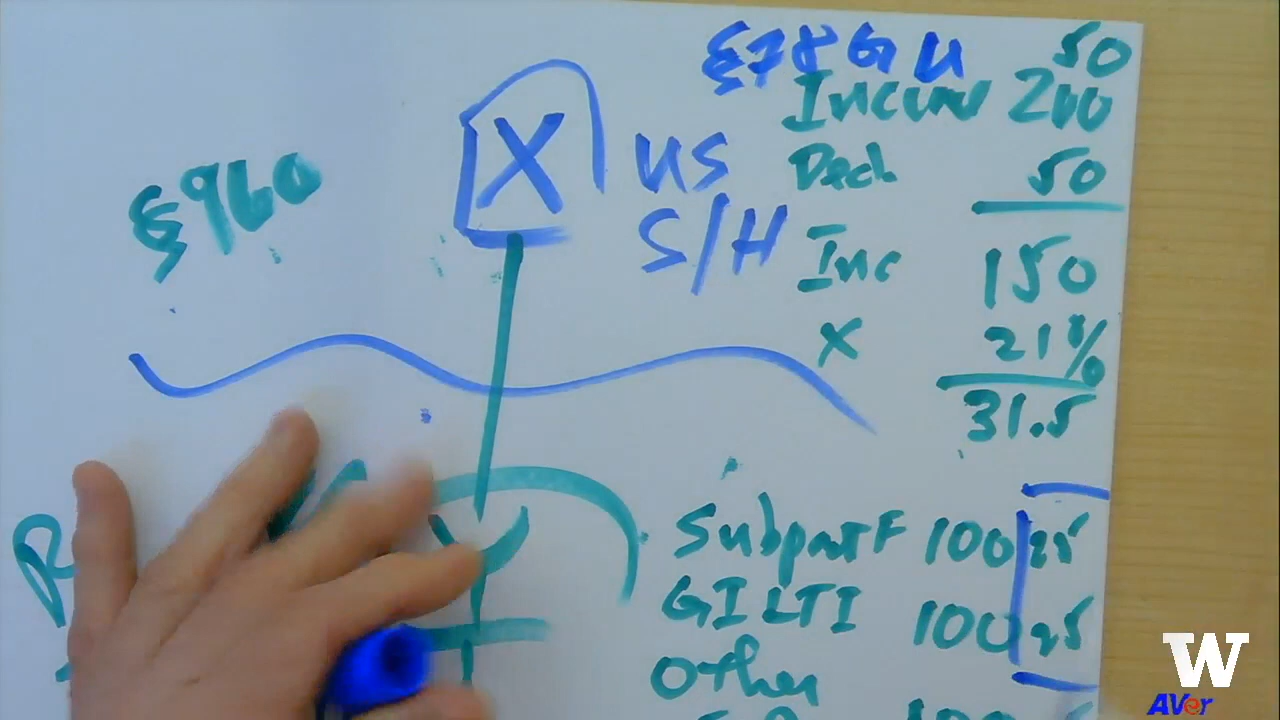 §78 G U 50
Income 200
§960
X
US
S/H
Ded. 50
Inc 150
X 21%
31.5
Subpart F 100 25
GILTI 100 25
Other
W
AVer